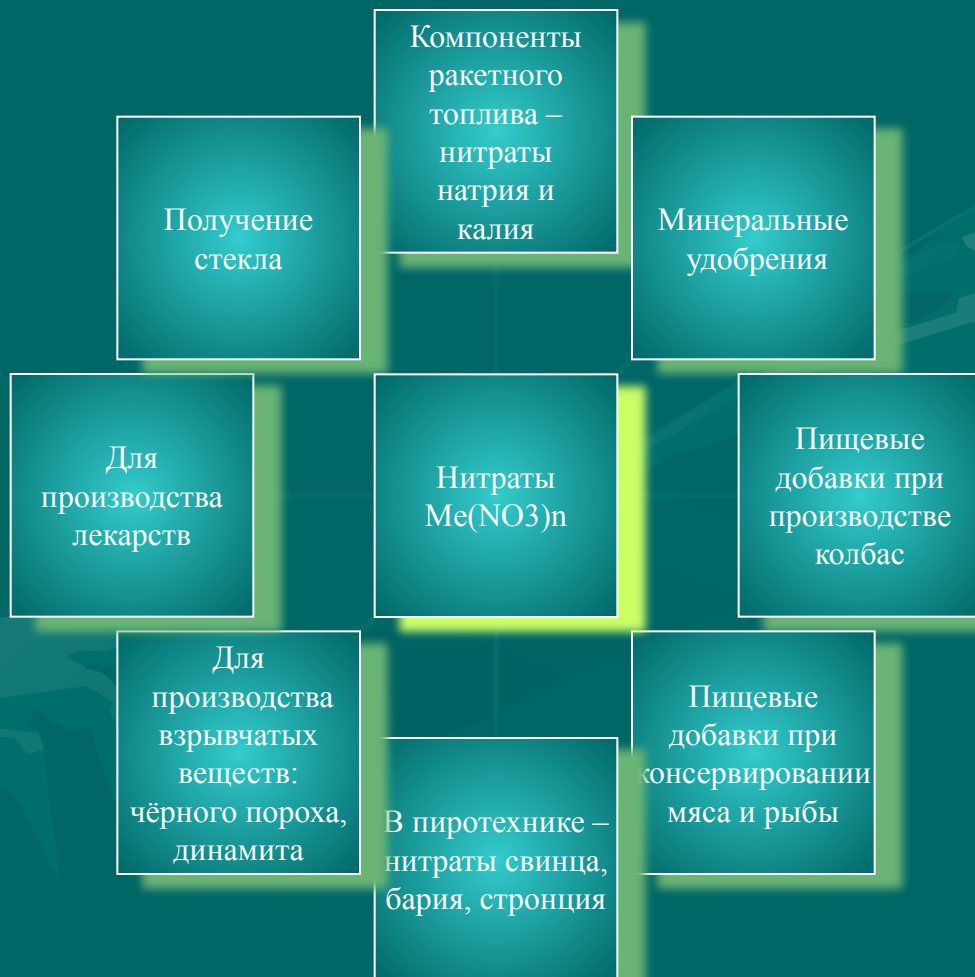 Компоненты
ракетного
топлива –
нитраты
натрия и
калия
Получение
стекла
Минеральные
удобрения
Для
производства
лекарств
Нитраты
Me(NO3)n
Пищевые
добавки при
производстве
колбас
Для
производства
взрывчатых
веществ:
чёрного пороха,
динамита
В пиротехнике –
нитраты свинца,
бария, стронция
Пищевые
добавки при
консервировании
мяса и рыбы